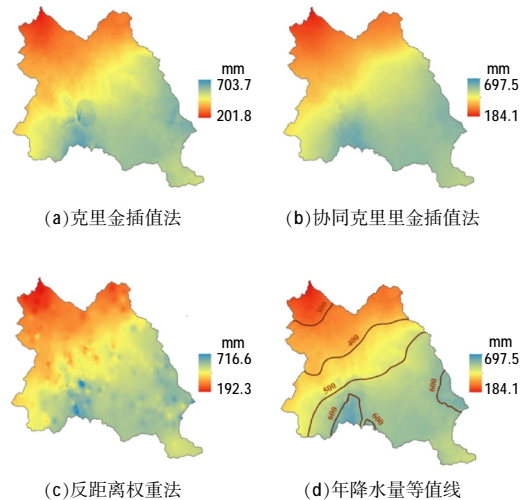 mm
703.7
201.8
mm
697.5
184.1
(a)克里金插值法
(b)协同克里里金插值法
mm
716.6
192.3
300
400
500
600
600
600
mm
697.5
184.1
(c)反距离权重法
(d)年降水量等值线